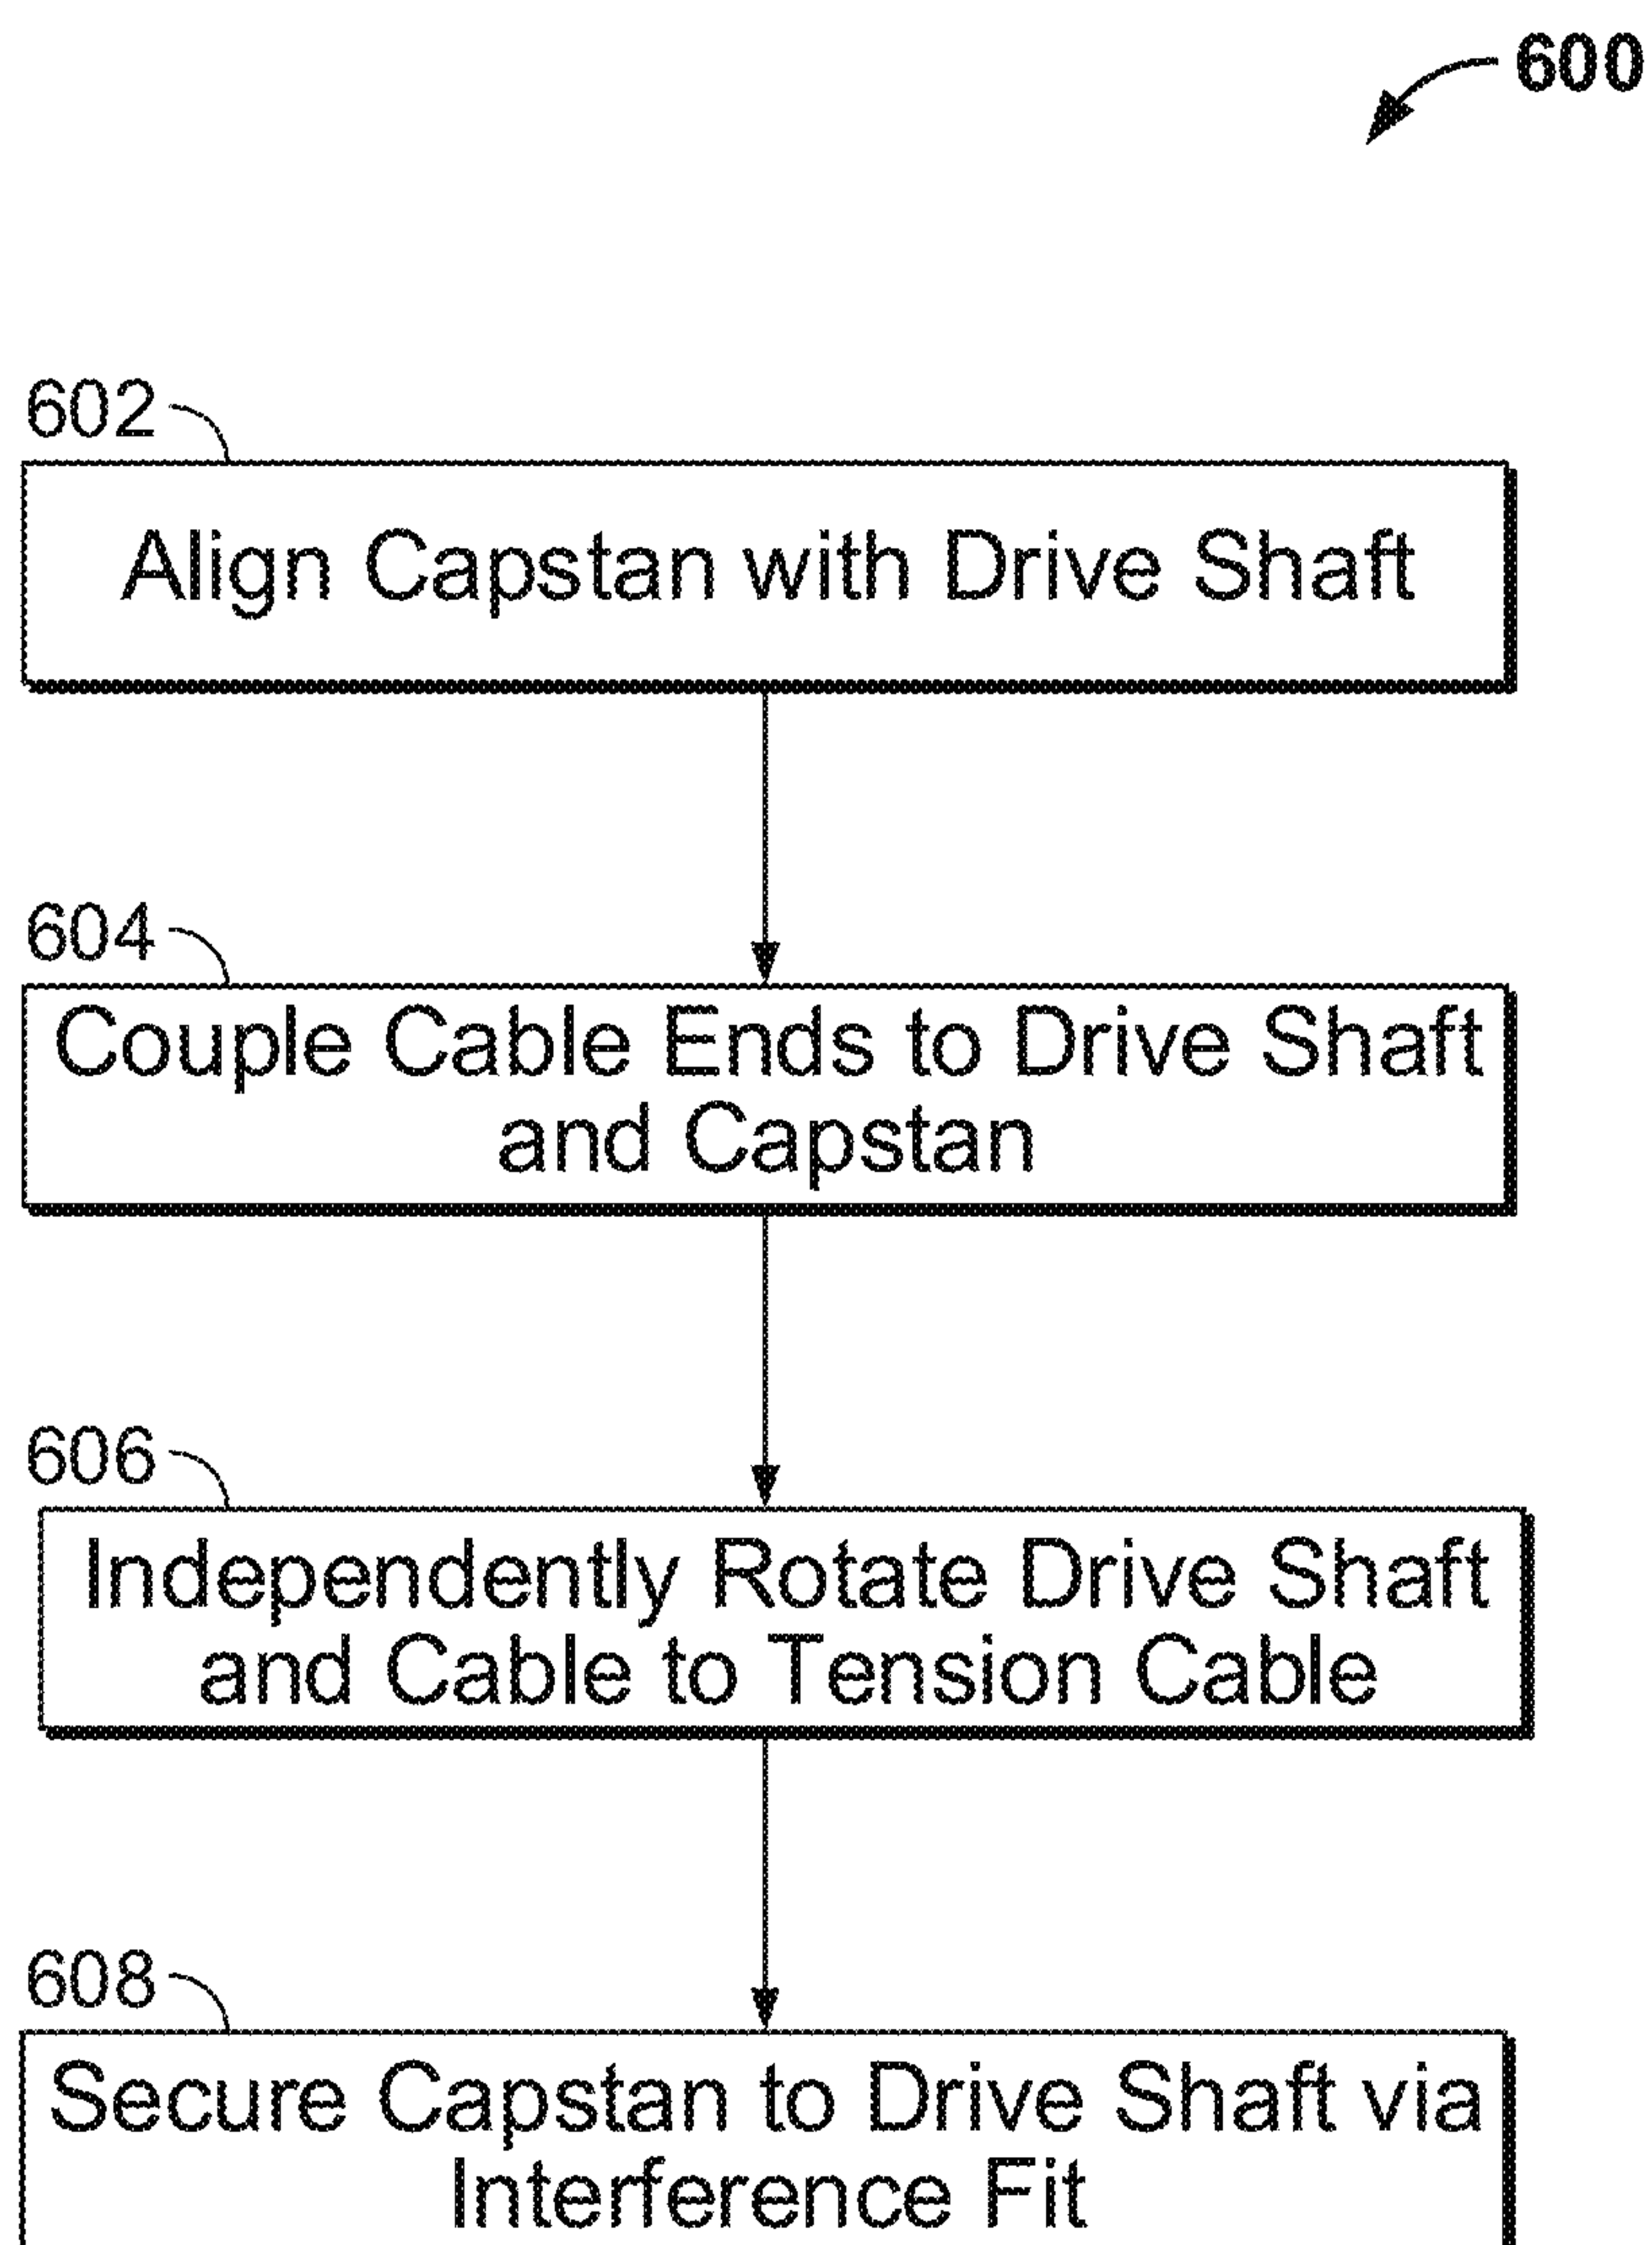 600
602
Align Capstan with Drive Shaft
604
Couple Cable Ends to Drive Shaft
and Capstan
606
Independently Rotate Drive Shaft
and Cable to Tension Cable
608
Secure Capstan to Drive Shaft via
Interference Fit